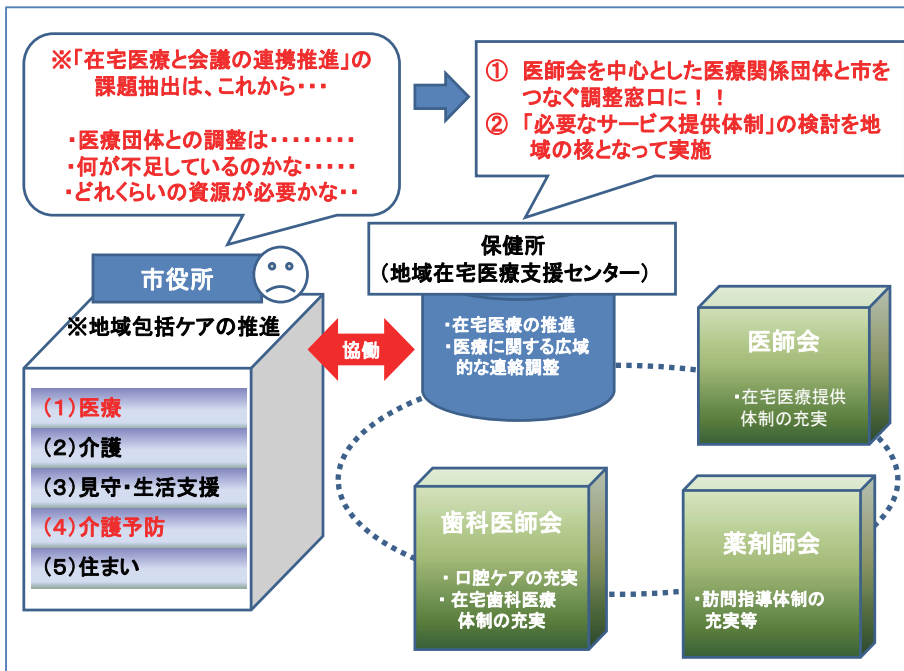 ※「在宅医療と会議の連携推進」の
課題抽出は、これから・・・
・医療団体との調整は・・・・・・・・
・何が不足しているのかな・・・・・
・どれくらいの資源が必要かな・・
① 医師会を中心とした医療関係団体と市を
つなぐ調整窓口に！！
② 「必要なサービス提供体制」の検討を地
域の核となって実施
市役所
※地域包括ケアの推進
(1)医療
(2)介護
(3)見守・生活支援
(4)介護予防
(5)住まい
協働
保健所
（地域在宅医療支援センター）
・在宅医療の推進
・医療に関する広域
的な連絡調整
医師会
・在宅医療提供
体制の充実
歯科医師会
・口腔ケアの充実
・在宅歯科医療
体制の充実
薬剤師会
・訪問指導体制の
充実等